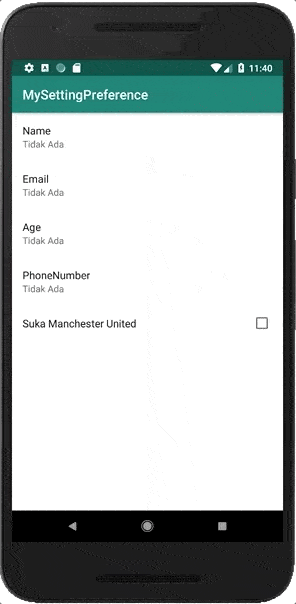 11:40
MySettingPreference
Name
Tidak Ada
Email
Tidak Ada
Age
Tidak Ada
PhoneNumber
Tidak Ada
Suka Manchester United